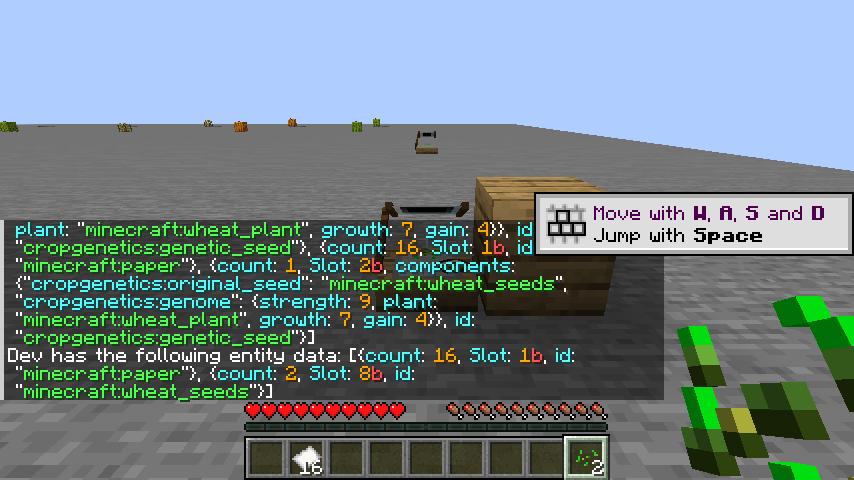 Move with W, A, S and D
Jump with Space
plant: "minecraft:wheat_plant", growth: 7, gain: 4}}, id
"cropgenetics:genetic_seed"}, {count: 16, Slot: 1b, id
"minecraft:paper"}, {count: 1, Slot: 2b, components:
{"cropgenetics:original_seed": "minecraft:wheat_seeds",
"cropgenetics:genome": {strength: 9, plant:
"minecraft:wheat_plant", growth: 7, gain: 4}}, id:
"cropgenetics:genetic_seed"}]
Dev has the following entity data: [{count: 16, Slot: 1b, id:
"minecraft:paper"}, {count: 2, Slot: 8b, id:
"minecraft:wheat_seeds"}]
16
2